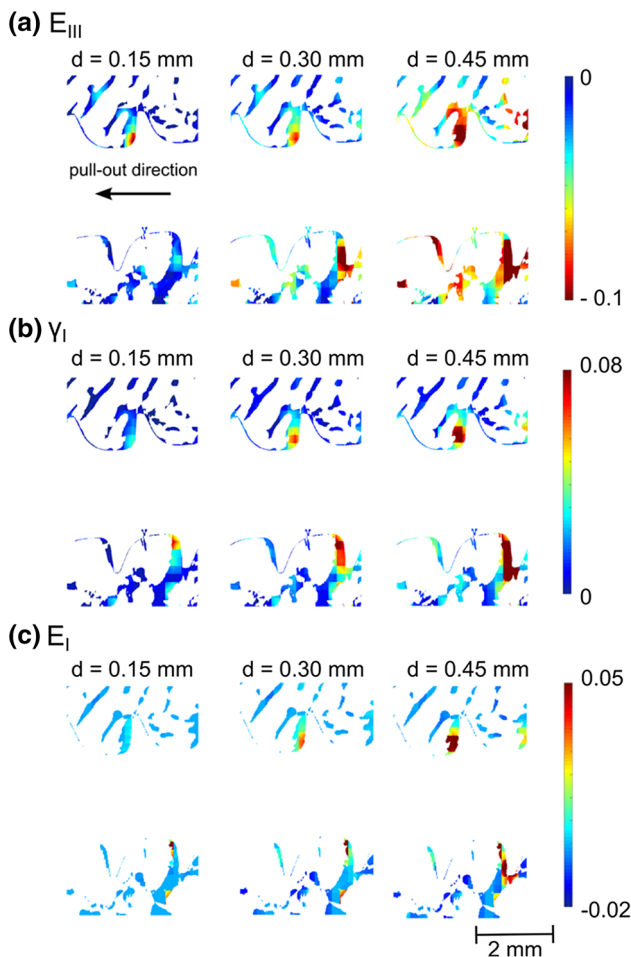 (a) EIII
d = 0.15 mm d = 0.30 mm d = 0.45 mm
0
pull-out direction
- 0.1
(b) γI
d = 0.15 mm d = 0.30 mm d = 0.45 mm
0.08
0
(c) EI
d = 0.15 mm d = 0.30 mm d = 0.45 mm
0.05
-0.02
2 mm